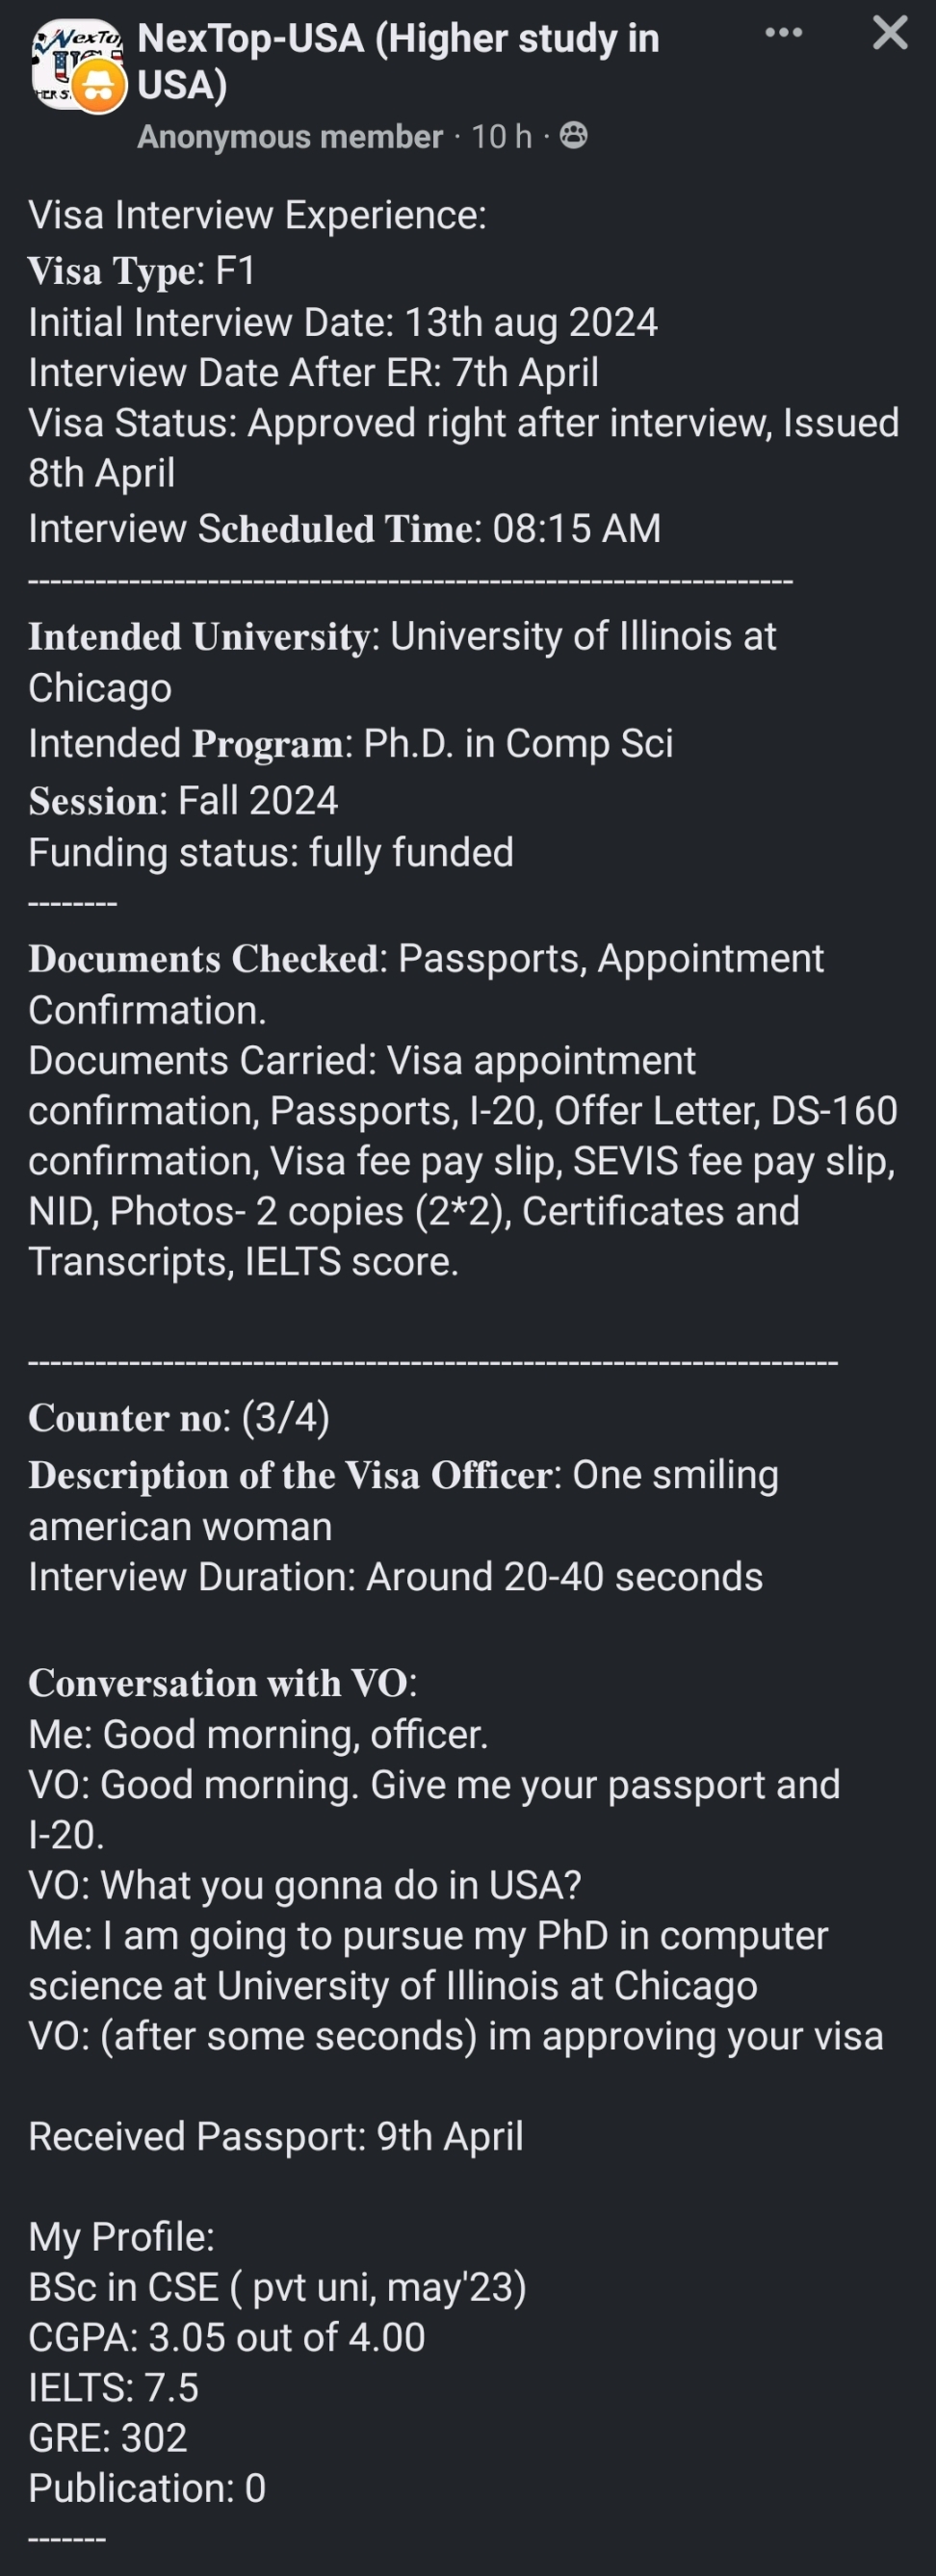 NexTop-USA (Higher study in
USA)
Anonymous member · 10 h ·
Visa Interview Experience:
𝐕𝐢𝐬𝐚 𝐓𝐲𝐩𝐞: F1
Initial Interview Date: 13th aug 2024
Interview Date After ER: 7th April
Visa Status: Approved right after interview, Issued
8th April
Interview S𝐜𝐡𝐞𝐝𝐮𝐥𝐞𝐝 𝐓𝐢𝐦𝐞: 08:15 AM
--------------------------------------------------------------------
𝐈𝐧𝐭𝐞𝐧𝐝𝐞𝐝 𝐔𝐧𝐢𝐯𝐞𝐫𝐬𝐢𝐭𝐲: University of Illinois at
Chicago
Intended 𝐏𝐫𝐨𝐠𝐫𝐚𝐦: Ph.D. in Comp Sci
𝐒𝐞𝐬𝐬𝐢𝐨𝐧: Fall 2024
Funding status: fully funded
--------
𝐃𝐨𝐜𝐮𝐦𝐞𝐧𝐭𝐬 𝐂𝐡𝐞𝐜𝐤𝐞𝐝: Passports, Appointment
Confirmation.
Documents Carried: Visa appointment
confirmation, Passports, I-20, Offer Letter, DS-160
confirmation, Visa fee pay slip, SEVIS fee pay slip,
NID, Photos- 2 copies (2*2), Certificates and
Transcripts, IELTS score.
------------------------------------------------------------------------
𝐂𝐨𝐮𝐧𝐭𝐞𝐫 𝐧𝐨: (3/4)
𝐃𝐞𝐬𝐜𝐫𝐢𝐩𝐭𝐢𝐨𝐧 𝐨𝐟 𝐭𝐡𝐞 𝐕𝐢𝐬𝐚 𝐎𝐟𝐟𝐢𝐜𝐞𝐫: One smiling
american woman
Interview Duration: Around 20-40 seconds
𝐂𝐨𝐧𝐯𝐞𝐫𝐬𝐚𝐭𝐢𝐨𝐧 𝐰𝐢𝐭𝐡 𝐕𝐎:
Me: Good morning, officer.
VO: Good morning. Give me your passport and
I-20.
VO: What you gonna do in USA?
Me: I am going to pursue my PhD in computer
science at University of Illinois at Chicago
VO: (after some seconds) im approving your visa
Received Passport: 9th April
My Profile:
BSc in CSE ( pvt uni, may'23)
CGPA: 3.05 out of 4.00
IELTS: 7.5
GRE: 302
Publication: 0
-------